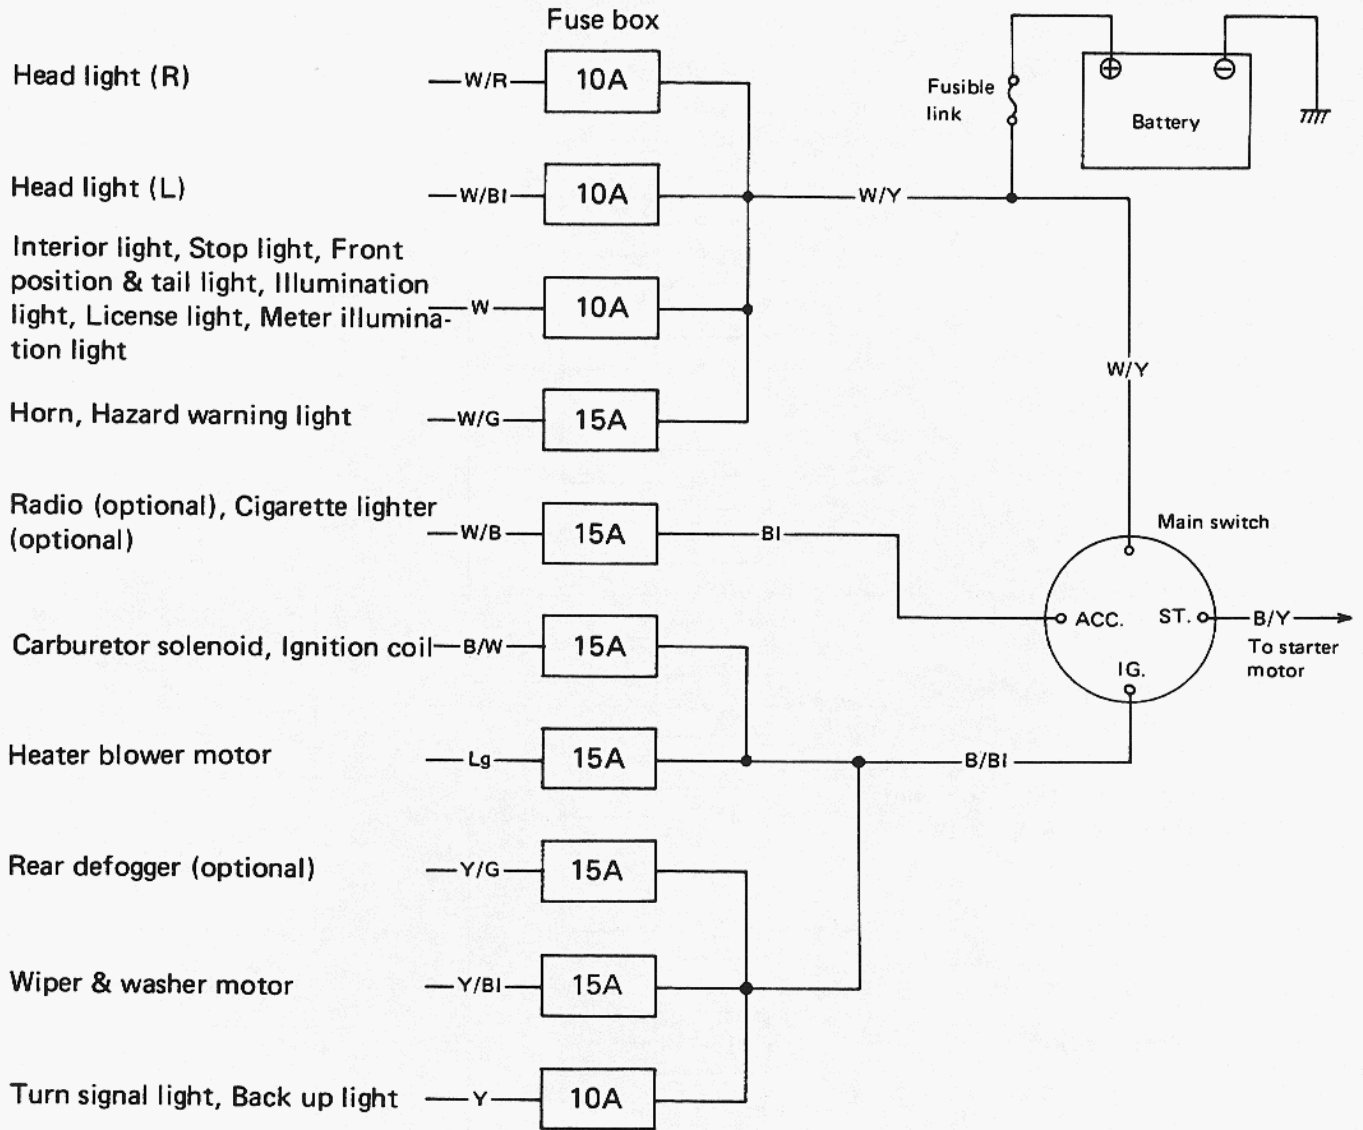 Fuse box
Head light (R)
W/R
10A
Fusible
link
Battery
Head light (L)
W/Bl
10A
W/Y
Interior light, Stop light, Front
position & tail light, Illumination
light, License light, Meter illumina-
tion light
W
10A
W/Y
Horn, Hazard warning light
W/G
15A
Radio (optional), Cigarette lighter
(optional)
W/B
15A
Bl
Main switch
ACC.
ST.
IG.
B/Y
To starter
motor
Carburetor solenoid, Ignition coil
B/W
15A
Heater blower motor
Lg
15A
B/Bl
Rear defogger (optional)
Y/G
15A
Wiper & washer motor
Y/Bl
15A
Turn signal light, Back up light
Y
10A